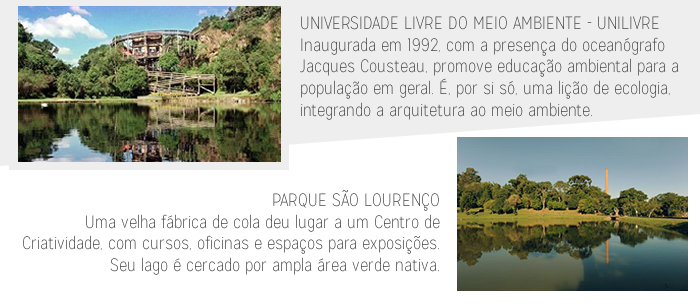 UNIVERSIDADE LIVRE DO MEIO AMBIENTE - UNILIVRE
Inaugurada em 1992, com a presença do oceanógrafo
Jacques Cousteau, promove educação ambiental para a
população em geral. É, por si só, uma lição de ecologia,
integrando a arquitetura ao meio ambiente.
PARQUE SÃO LOURENÇO
Uma velha fábrica de cola deu lugar a um Centro de
Criatividade, com cursos, oficinas e espaços para exposições.
Seu lago é cercado por ampla área verde nativa.